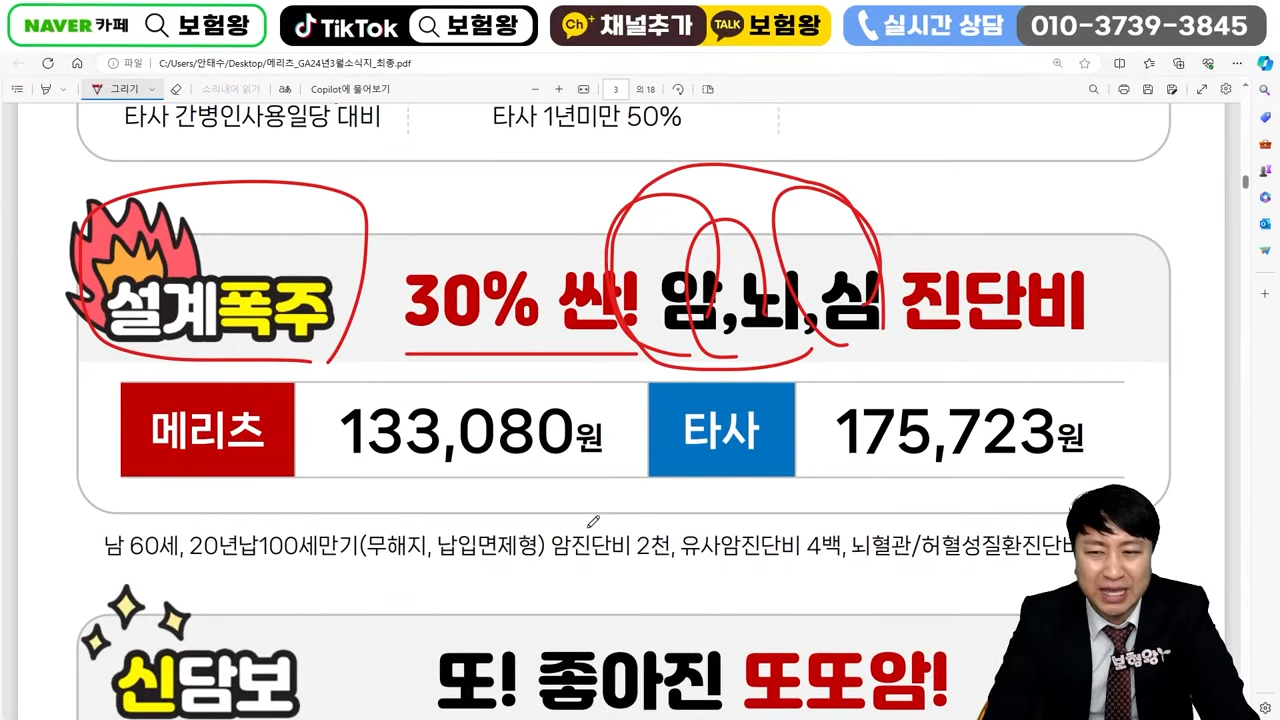 NAVER 카페 보험왕
TikTok 보험왕
Ch+ 채널추가 TALK 보험왕
실시간 상담 010-3739-3845
파일 C:/Users/안태수/Desktop/메리츠_GA24년3월소식지_최종.pdf
그리기 소리내어 읽기 aあ Copilot에 물어보기 3 의 18
타사 간병인사용일당 대비 타사 1년미만 50%
설계폭주 30% 싼! 암,뇌,심 진단비
메리츠 133,080원 타사 175,723원
남 60세, 20년납100세만기(무해지, 납입면제형) 암진단비 2천, 유사암진단비 4백, 뇌혈관/허혈성질환진단비
신담보 또! 좋아진 또또암!
보험왕